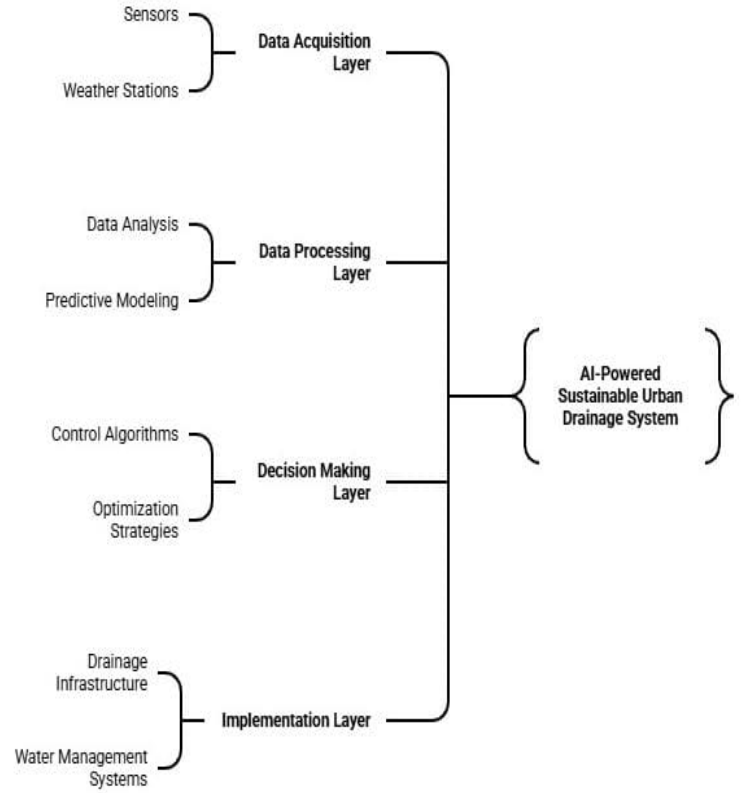 Sensors
Data Acquisition
Layer
Weather Stations
Data Analysis
Data Processing
Layer
Predictive Modeling
AI-Powered
Sustainable Urban
Drainage System
Control Algorithms
Decision Making
Layer
Optimization
Strategies
Drainage
Infrastructure
Implementation Layer
Water Management
Systems